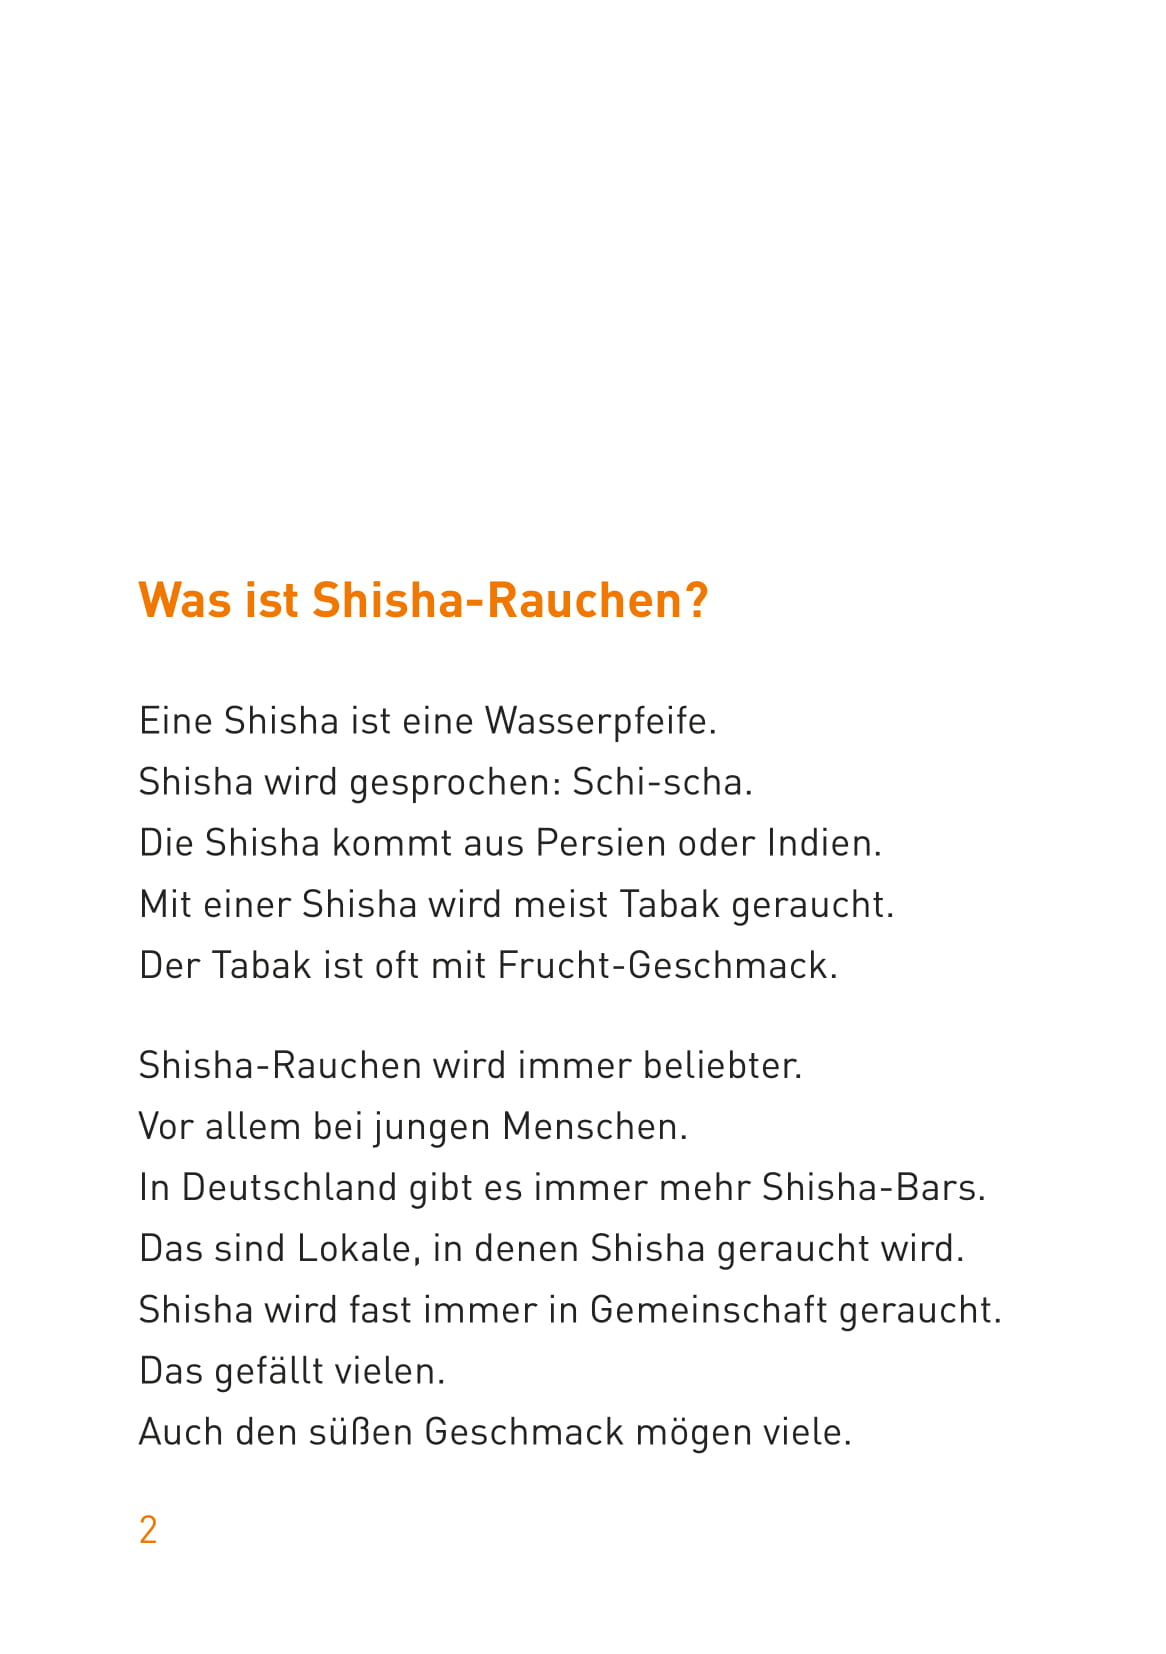 Was ist Shisha-Rauchen?
Eine Shisha ist eine Wasserpfeife.
Shisha wird gesprochen: Schi-scha.
Die Shisha kommt aus Persien oder Indien.
Mit einer Shisha wird meist Tabak geraucht.
Der Tabak ist oft mit Frucht-Geschmack.
Shisha-Rauchen wird immer beliebter.
Vor allem bei jungen Menschen.
In Deutschland gibt es immer mehr Shisha-Bars.
Das sind Lokale, in denen Shisha geraucht wird.
Shisha wird fast immer in Gemeinschaft geraucht.
Das gefällt vielen.
Auch den süßen Geschmack mögen viele.
2